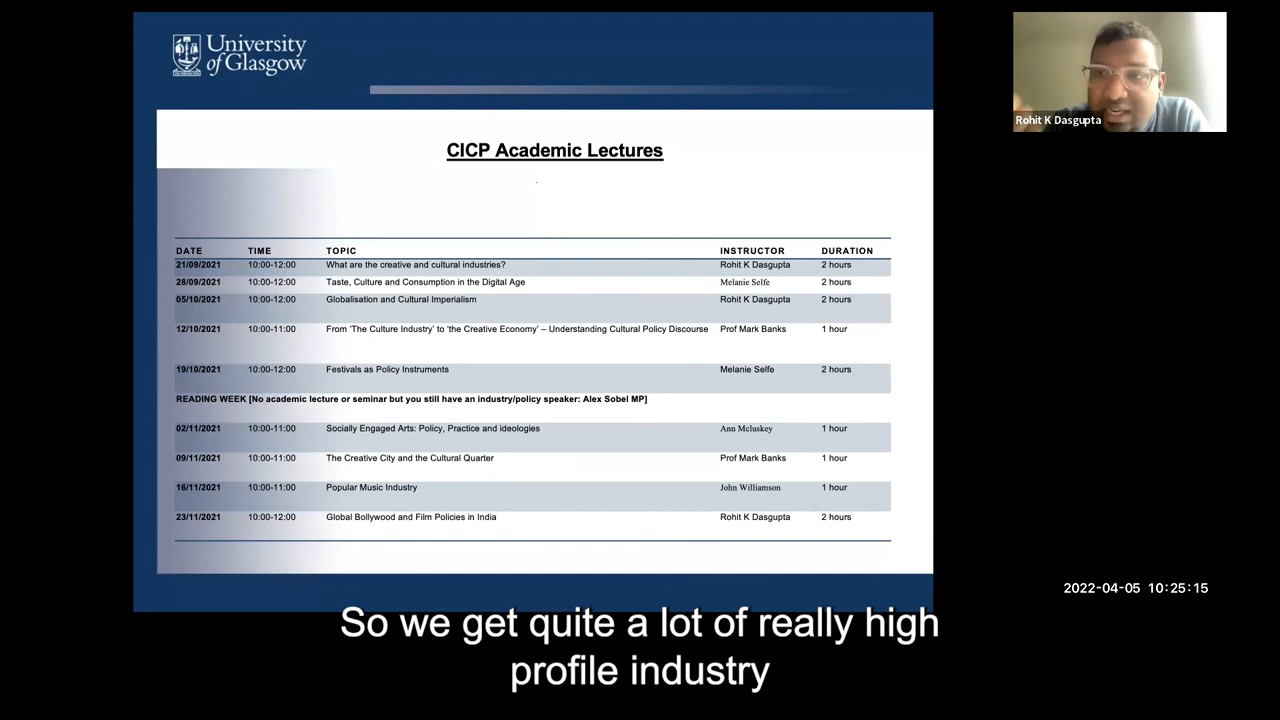 University
of Glasgow
Rohit K Dasgupta
CICP Academic Lectures
DATE TIME TOPIC INSTRUCTOR DURATION
21/09/2021 10:00-12:00 What are the creative and cultural industries? Rohit K Dasgupta 2 hours
28/09/2021 10:00-12:00 Taste, Culture and Consumption in the Digital Age Melanie Selfe 2 hours
05/10/2021 10:00-12:00 Globalisation and Cultural Imperialism Rohit K Dasgupta 2 hours
12/10/2021 10:00-11:00 From 'The Culture Industry' to 'the Creative Economy' – Understanding Cultural Policy Discourse Prof Mark Banks 1 hour
19/10/2021 10:00-12:00 Festivals as Policy Instruments Melanie Selfe 2 hours
READING WEEK [No academic lecture or seminar but you still have an industry/policy speaker: Alex Sobel MP]
02/11/2021 10:00-11:00 Socially Engaged Arts: Policy, Practice and ideologies Ann Mcluskey 1 hour
09/11/2021 10:00-11:00 The Creative City and the Cultural Quarter Prof Mark Banks 1 hour
16/11/2021 10:00-11:00 Popular Music Industry John Williamson 1 hour
23/11/2021 10:00-12:00 Global Bollywood and Film Policies in India Rohit K Dasgupta 2 hours
2022-04-05 10:25:15
So we get quite a lot of really high
profile industry